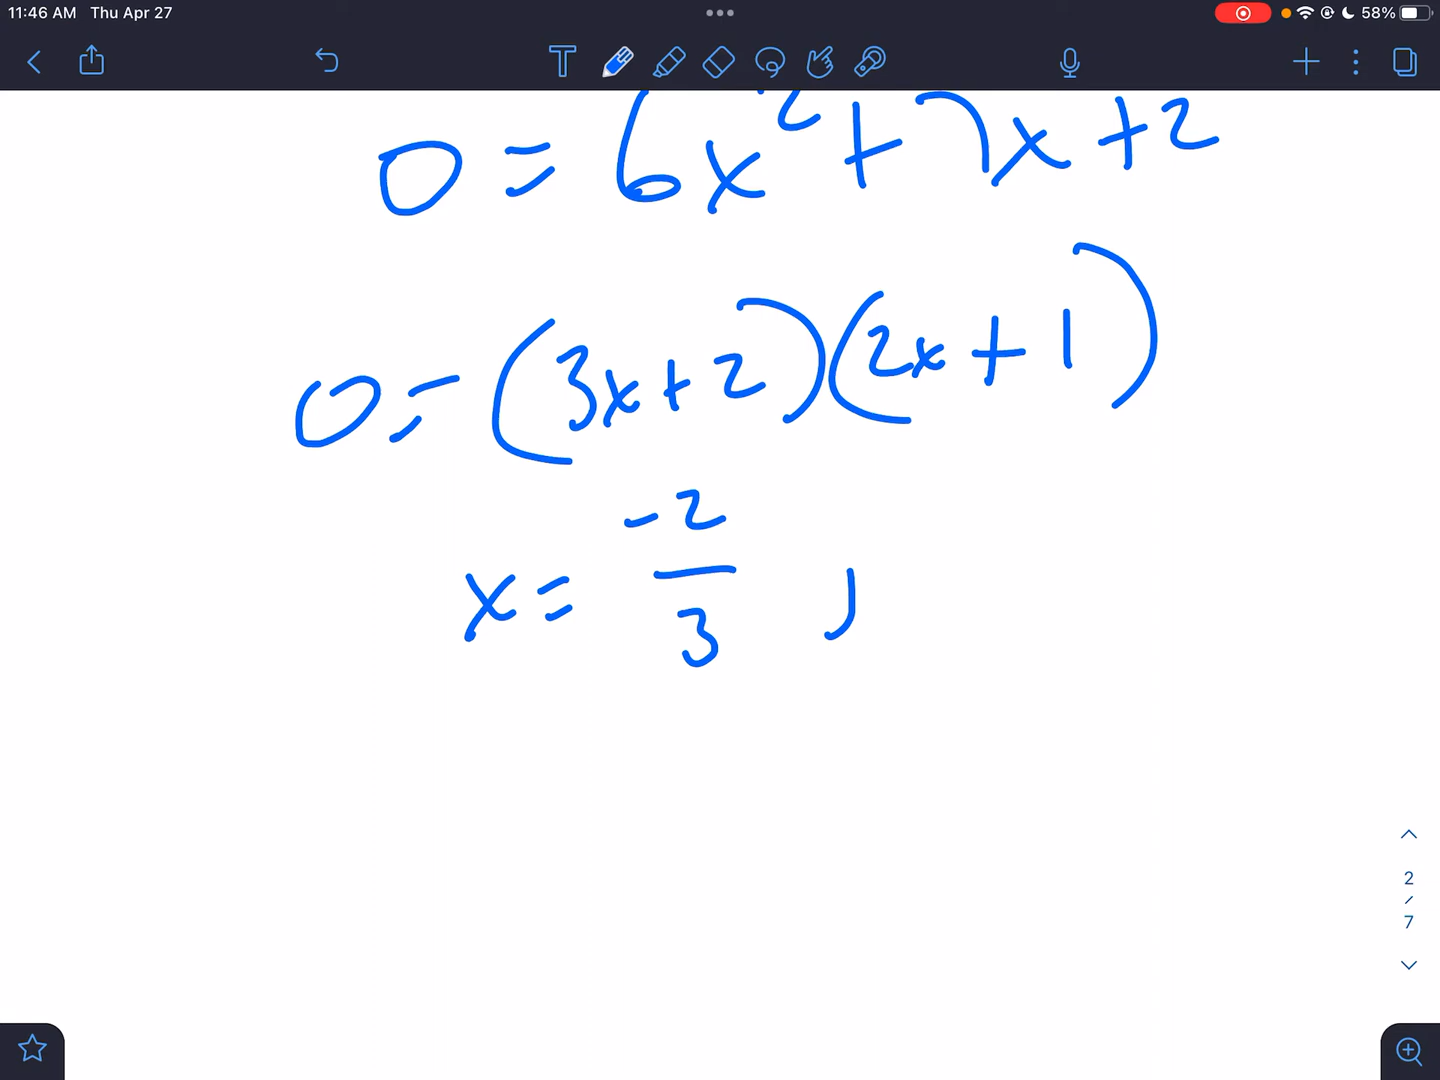 11:46 AM Thu Apr 27 58%
T
0 = 6x² + 7x + 2
0 = (3x + 2)(2x + 1)
x = -2/3 ,
2
/
7